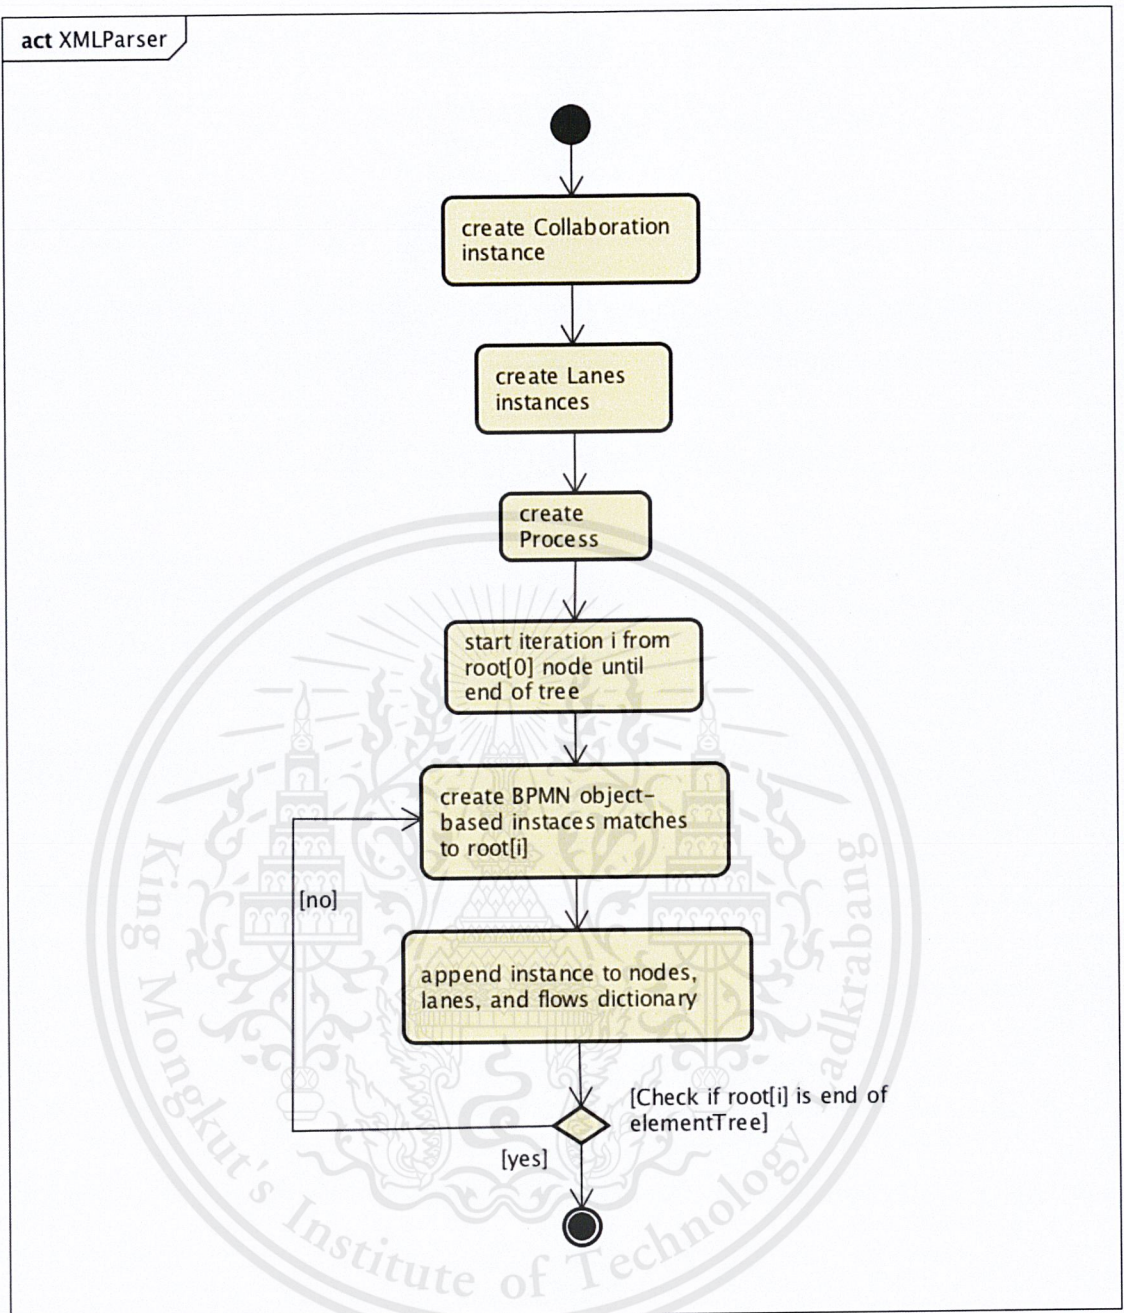 act XMLParser
create Collaboration
instance
create Lanes
instances
create
Process
start iteration i from
root[0] node until
end of tree
create BPMN object-
based instaces matches
to root[i]
[no]
append instance to nodes,
lanes, and flows dictionary
[Check if root[i] is end of
elementTree]
[yes]
King Mongkut's Institute of Technology Ladkrabang